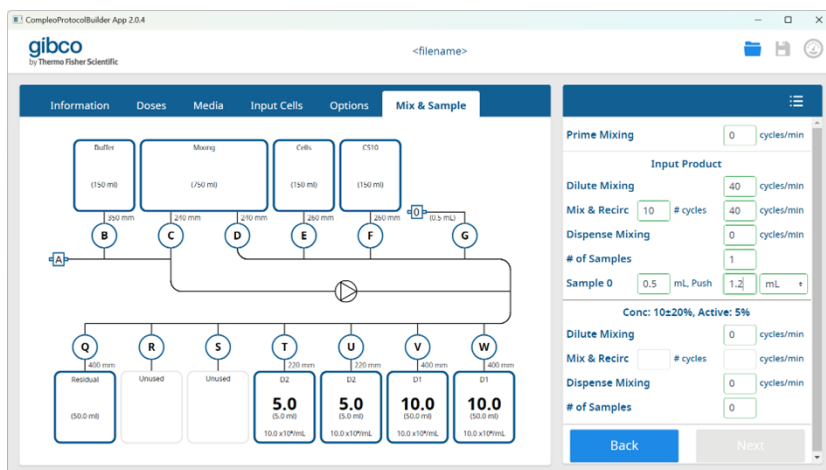 CompleoProtocolBuilder App 2.0.4
gibco
by Thermo Fisher Scientific
<filename>
Information Doses Media Input Cells Options Mix & Sample
Buffer Mixing Cells CS10
(150 ml) (750 ml) (150 ml) (150 ml)
350 mm 240 mm 240 mm 260 mm 260 mm 0 (0.5 mL)
B C D E F G
A
Q R S T U V W
400 mm 220 mm 220 mm 400 mm 400 mm
Residual Unused Unused D2 D2 D1 D1
5.0 5.0 10.0 10.0
(50.0 ml) (5.0 ml) (5.0 ml) (50.0 ml) (50.0 ml)
10.0 x10⁶/mL 10.0 x10⁶/mL 10.0 x10⁶/mL 10.0 x10⁶/mL
Prime Mixing 0 cycles/min
Input Product
Dilute Mixing 40 cycles/min
Mix & Recirc 10 # cycles 40 cycles/min
Dispense Mixing 0 cycles/min
# of Samples 1
Sample 0 0.5 mL, Push 1.2 mL
Conc: 10±20%, Active: 5%
Dilute Mixing 0 cycles/min
Mix & Recirc # cycles cycles/min
Dispense Mixing 0 cycles/min
# of Samples 0
Back Next